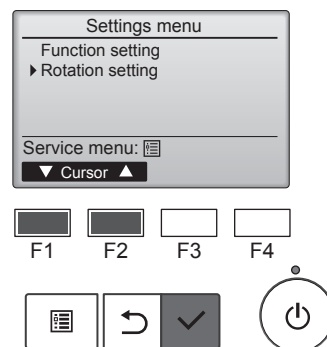 Settings menu
Function setting
Rotation setting
Service menu:
▼ Cursor ▲
F1 F2 F3 F4